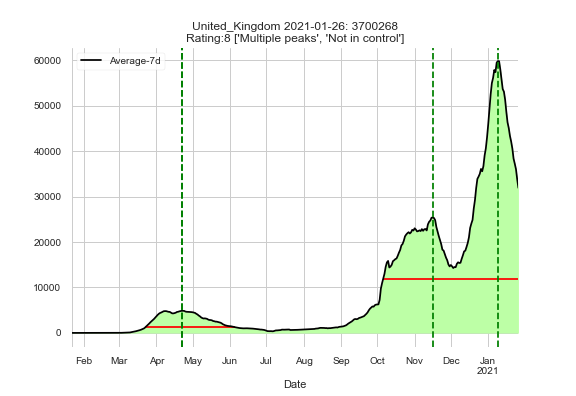 United_Kingdom 2021-01-26: 3700268
Rating:8 ['Multiple peaks', 'Not in control']
Average-7d
60000
50000
40000
30000
20000
10000
0
Feb Mar Apr May Jun Jul Aug Sep Oct Nov Dec Jan
2021
Date